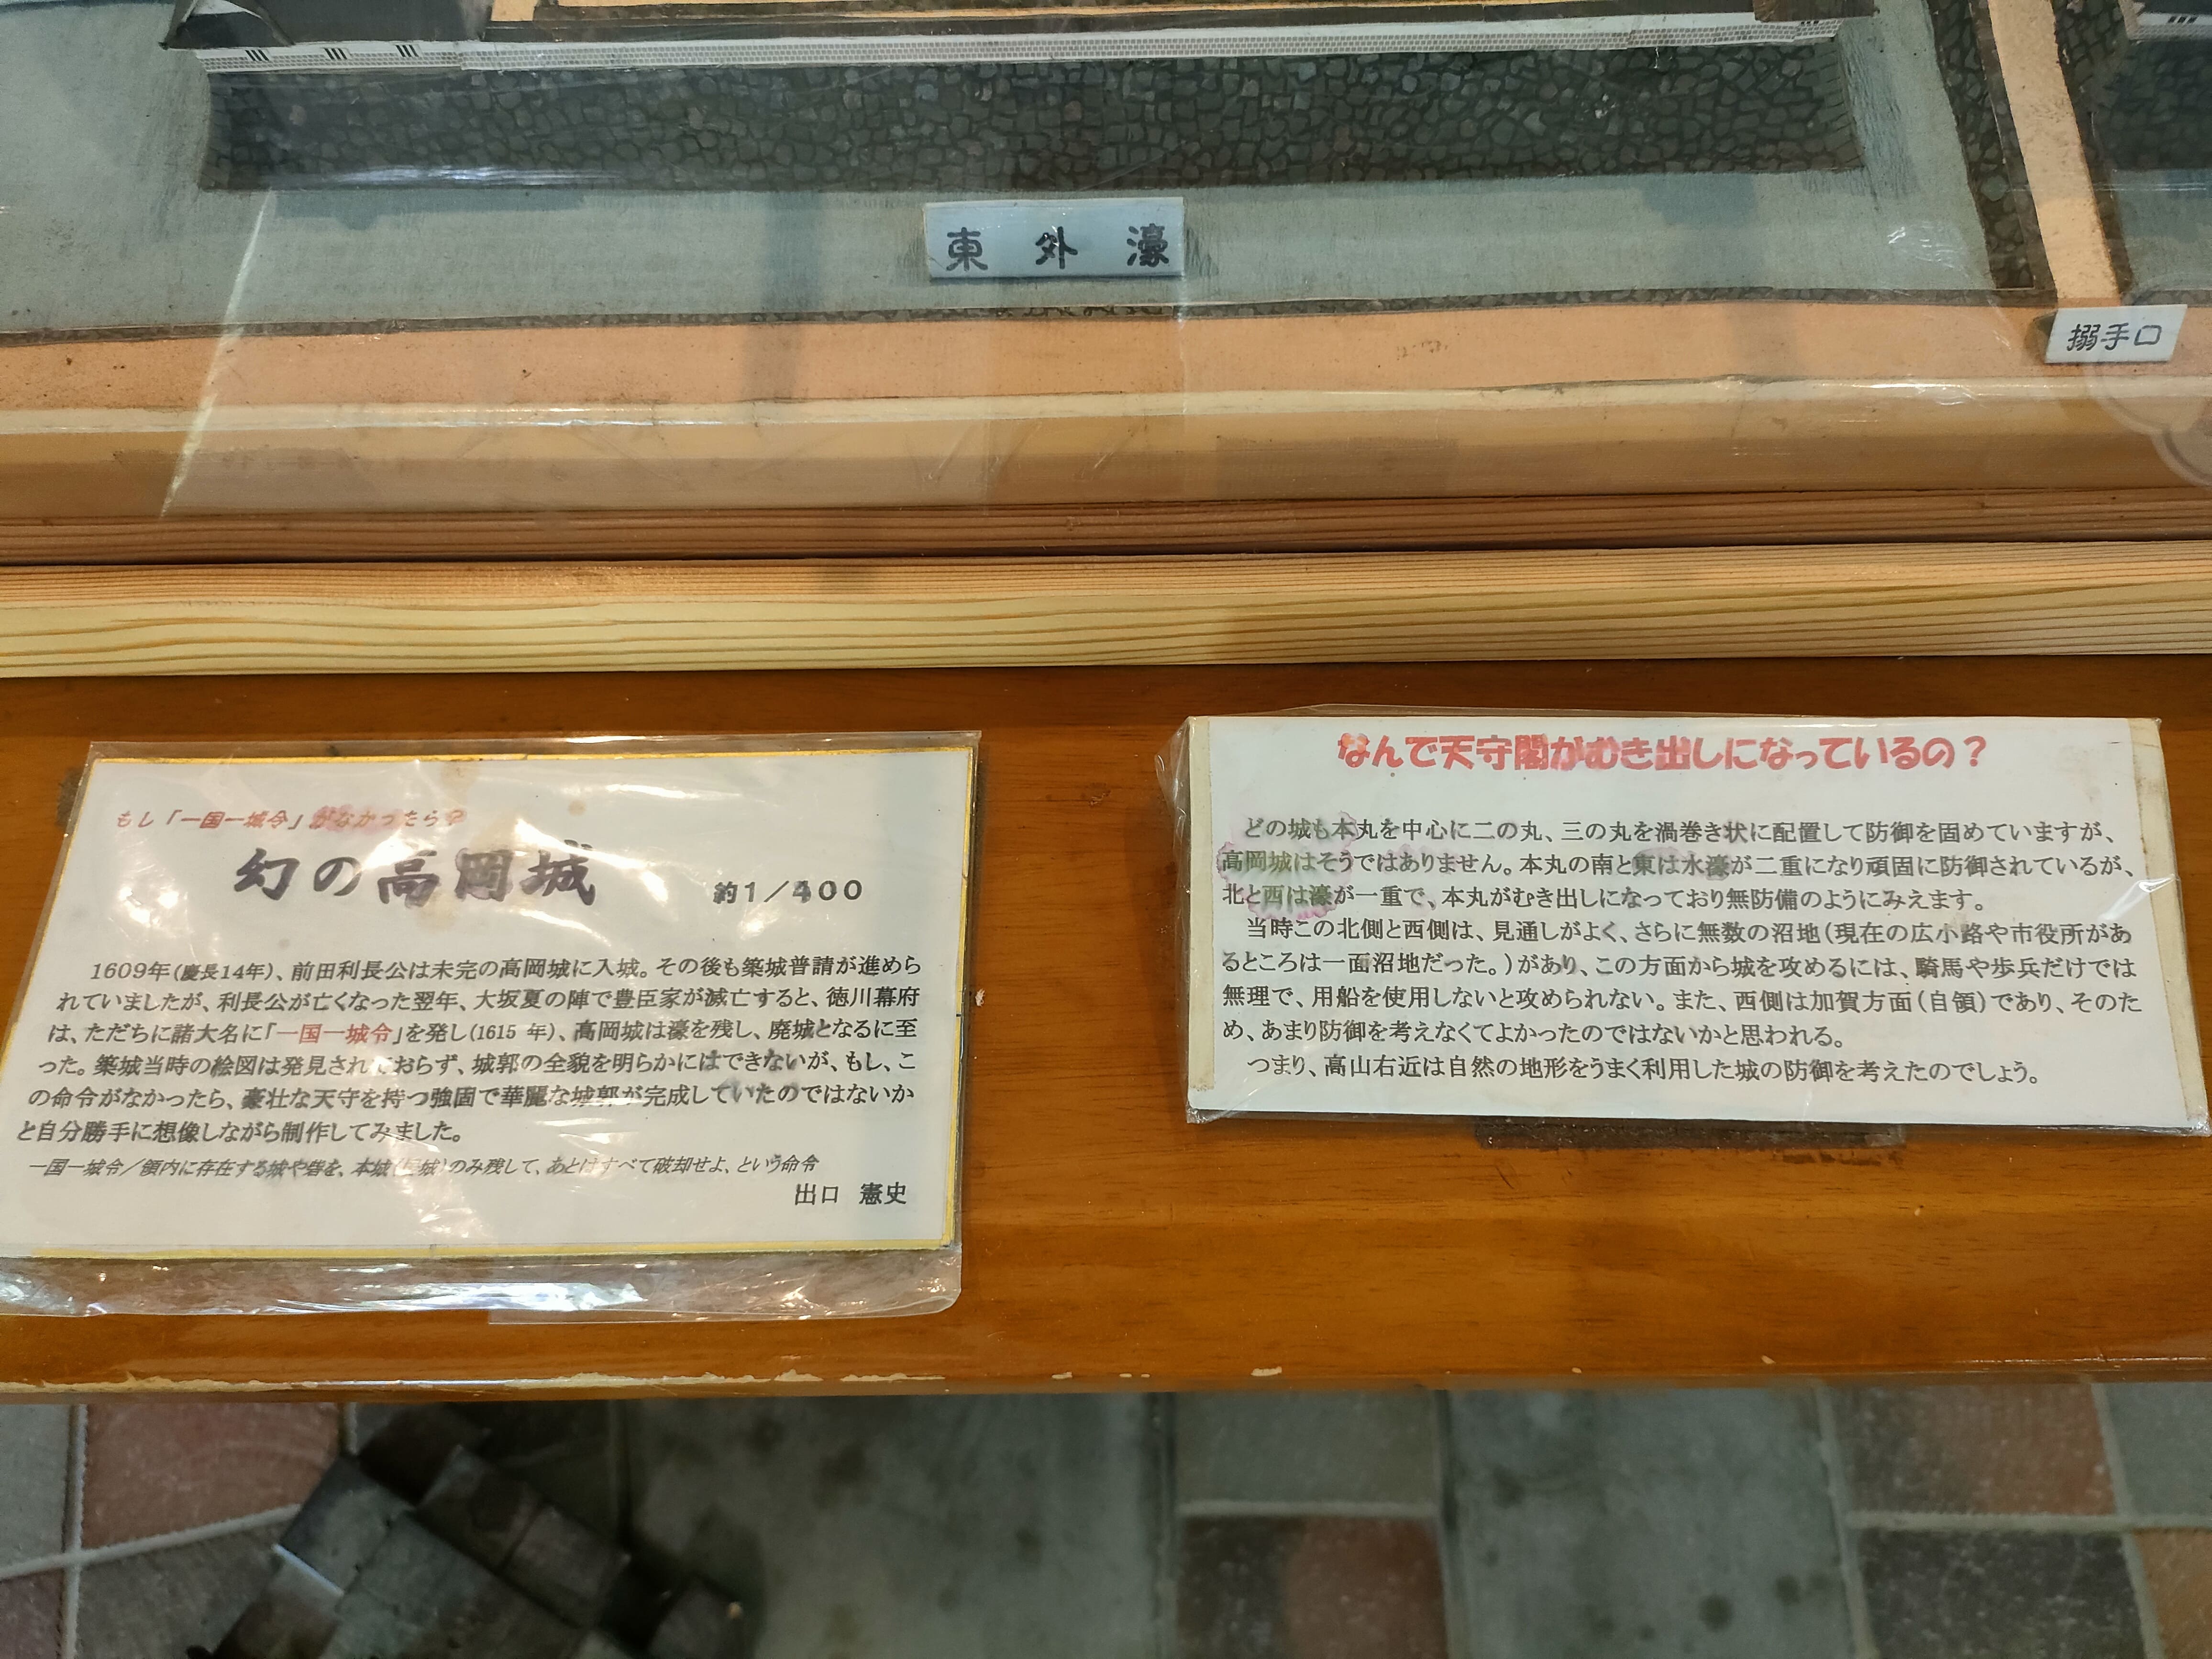 東外濠
搦手口
もし「一国一城令」がなかったら？
幻の高岡城
約1／400
1609年（慶長14年）、前田利長公は未完の高岡城に入城。その後も築城普請が進めら
れていましたが、利長公が亡くなった翌年、大坂夏の陣で豊臣家が滅亡すると、徳川幕府
は、ただちに諸大名に「一国一城令」を発し（1615 年）、高岡城は濠を残し、廃城となるに至
った。築城当時の絵図は発見されておらず、城郭の全貌を明らかにはできないが、もし、こ
の命令がなかったら、豪壮な天守を持つ強固で華麗な城郭が完成していたのではないか
と自分勝手に想像しながら制作してみました。
一国一城令／領内に存在する城や砦を、本城（居城）のみ残して、あとはすべて破却せよ、という命令
出口　憲史
なんで天守閣がむき出しになっているの？
どの城も本丸を中心に二の丸、三の丸を渦巻き状に配置して防御を固めていますが、
高岡城はそうではありません。本丸の南と東は水濠が二重になり頑固に防御されているが、
北と西は濠が一重で、本丸がむき出しになっており無防備のようにみえます。
当時この北側と西側は、見通しがよく、さらに無数の沼地（現在の広小路や市役所があ
るところは一面沼地だった。）があり、この方面から城を攻めるには、騎馬や歩兵だけでは
無理で、用船を使用しないと攻められない。また、西側は加賀方面（自領）であり、そのた
め、あまり防御を考えなくてよかったのではないかと思われる。
つまり、高山右近は自然の地形をうまく利用した城の防御を考えたのでしょう。